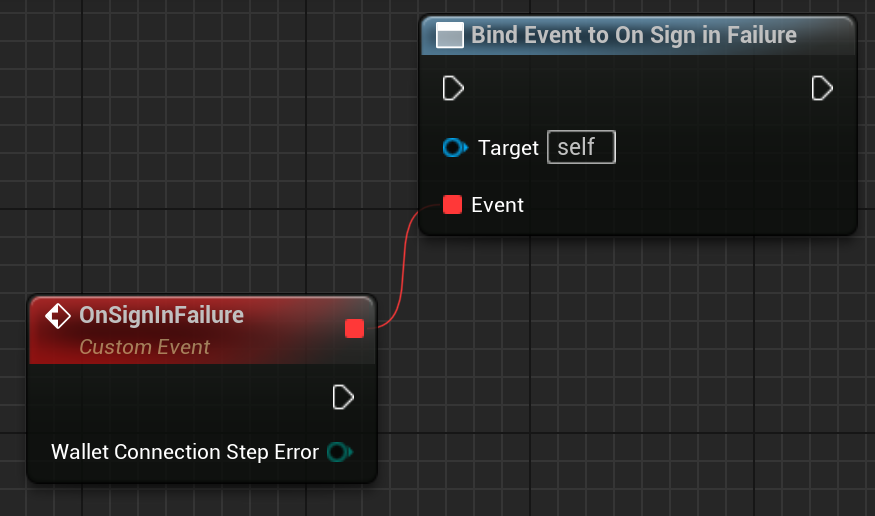 Bind Event to On Sign in Failure
Target self
Event
OnSignInFailure
Custom Event
Wallet Connection Step Error